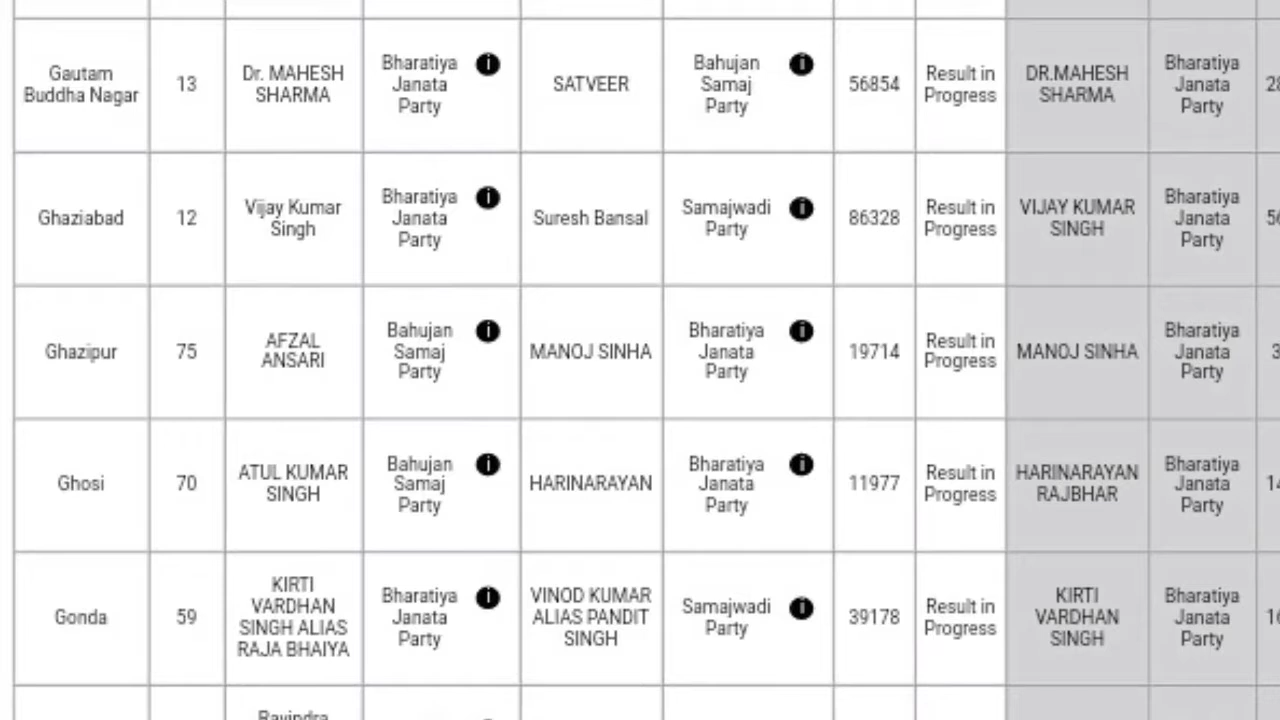 Gautam Buddha Nagar 13 Dr. MAHESH SHARMA Bharatiya Janata Party i SATVEER Bahujan Samaj Party i 56854 Result in Progress DR.MAHESH SHARMA Bharatiya Janata Party
Ghaziabad 12 Vijay Kumar Singh Bharatiya Janata Party i Suresh Bansal Samajwadi Party i 86328 Result in Progress VIJAY KUMAR SINGH Bharatiya Janata Party
Ghazipur 75 AFZAL ANSARI Bahujan Samaj Party i MANOJ SINHA Bharatiya Janata Party i 19714 Result in Progress MANOJ SINHA Bharatiya Janata Party
Ghosi 70 ATUL KUMAR SINGH Bahujan Samaj Party i HARINARAYAN Bharatiya Janata Party i 11977 Result in Progress HARINARAYAN RAJBHAR Bharatiya Janata Party
Gonda 59 KIRTI VARDHAN SINGH ALIAS RAJA BHAIYA Bharatiya Janata Party i VINOD KUMAR ALIAS PANDIT SINGH Samajwadi Party i 39178 Result in Progress KIRTI VARDHAN SINGH Bharatiya Janata Party
Ravindra